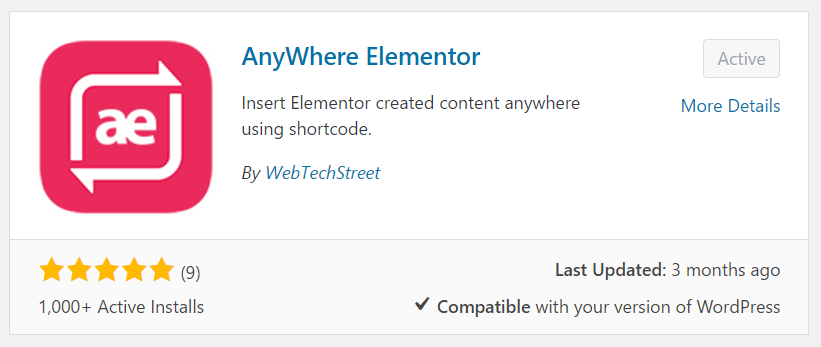 ae
AnyWhere Elementor
Active
Insert Elementor created content anywhere
using shortcode.
More Details
By WebTechStreet
(9)
Last Updated: 3 months ago
1,000+ Active Installs
Compatible with your version of WordPress